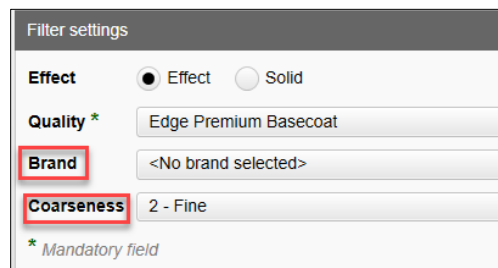 Filter settings
Effect Effect Solid
Quality * Edge Premium Basecoat
Brand <No brand selected>
Coarseness 2 - Fine
* Mandatory field